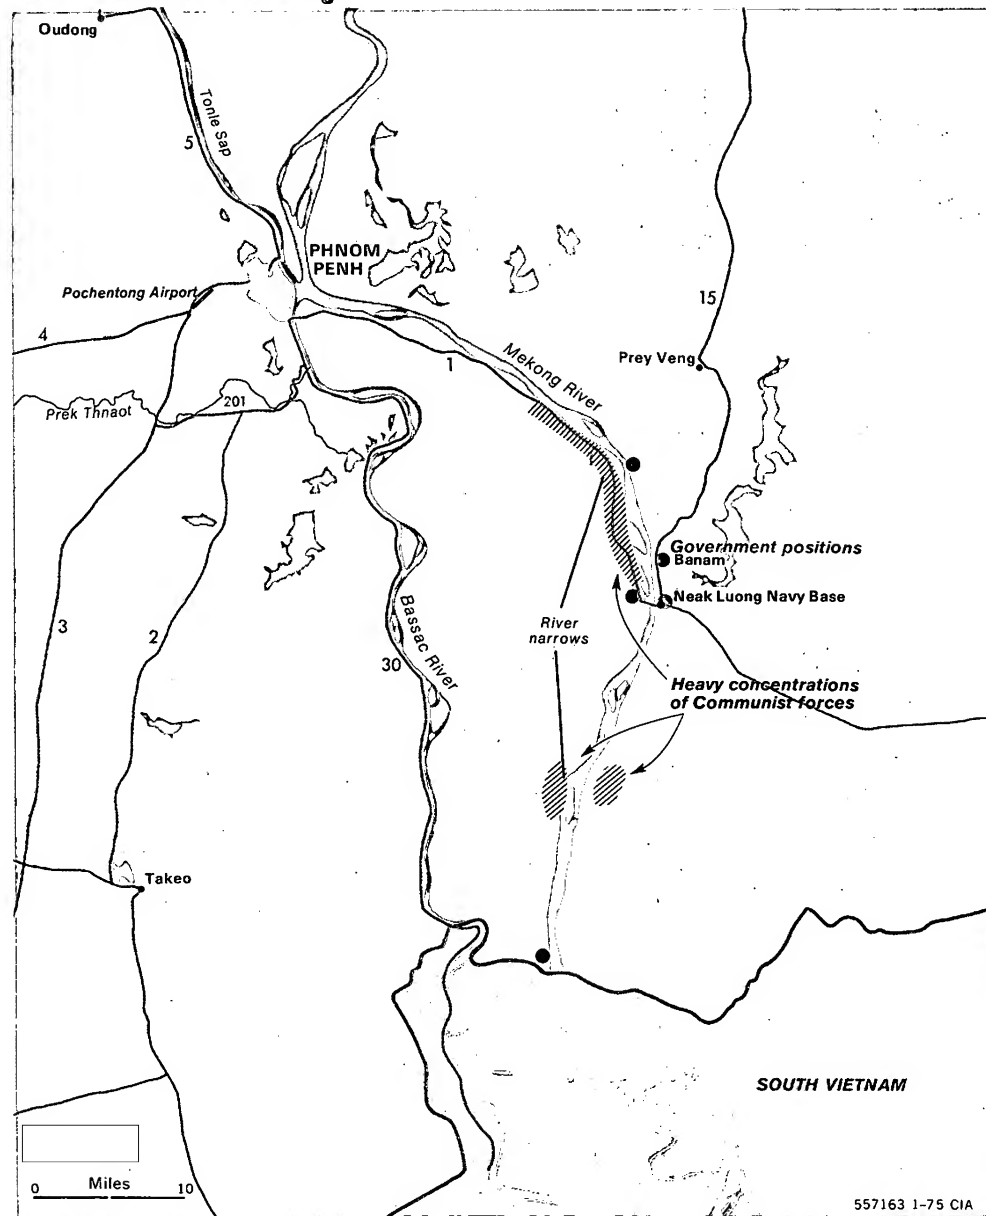 Oudong
Tonle Sap
5
PHNOM
PENH
Pochentong Airport
4
15
1
Mekong River
Prey Veng
Prek Thnaot
201
Government positions
Banam
Neak Luong Navy Base
3
2
Bassac River
30
River
narrows
Heavy concentrations
of Communist forces
Takeo
SOUTH VIETNAM
Miles
0 10
557163 1-75 CIA